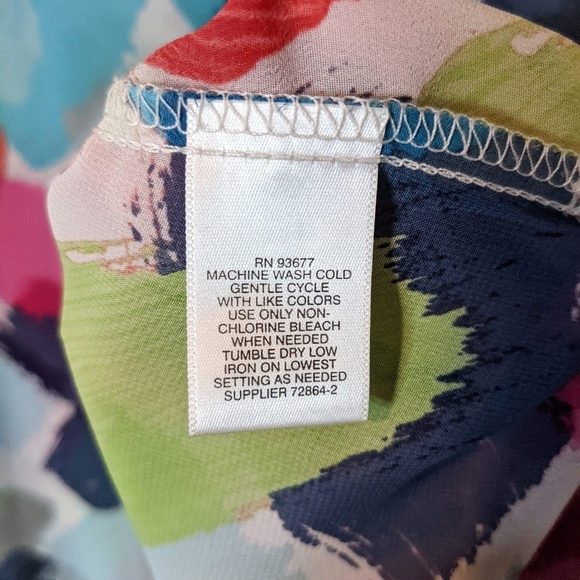 RN 93677
MACHINE WASH COLD
GENTLE CYCLE
WITH LIKE COLORS
USE ONLY NON-
CHLORINE BLEACH
WHEN NEEDED
TUMBLE DRY LOW
IRON ON LOWEST
SETTING AS NEEDED
SUPPLIER 72864-2